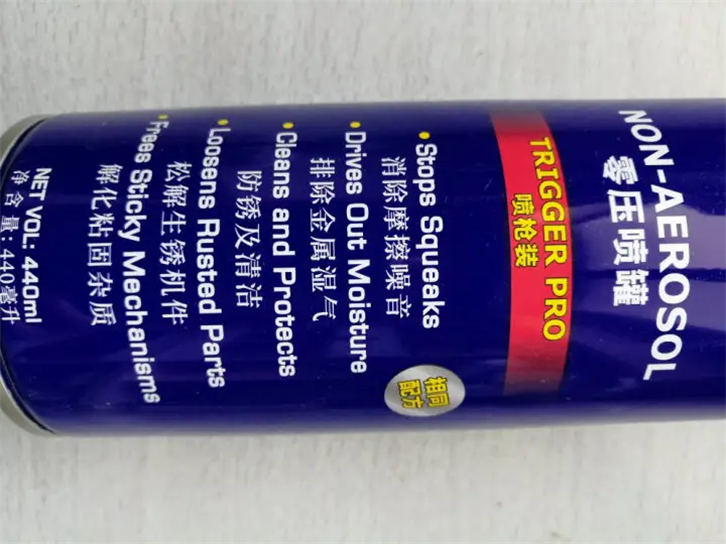 NON-AEROSOL
零压喷罐
TRIGGER PRO
喷枪装
相同
配方
• Stops Squeaks
消除摩擦噪音
• Drives Out Moisture
排除金属湿气
• Cleans and Protects
防锈及清洁
• Loosens Rusted Parts
松解生锈机件
• Frees Sticky Mechanisms
解化粘固杂质
NET VOL: 440ml
净含量: 440毫升